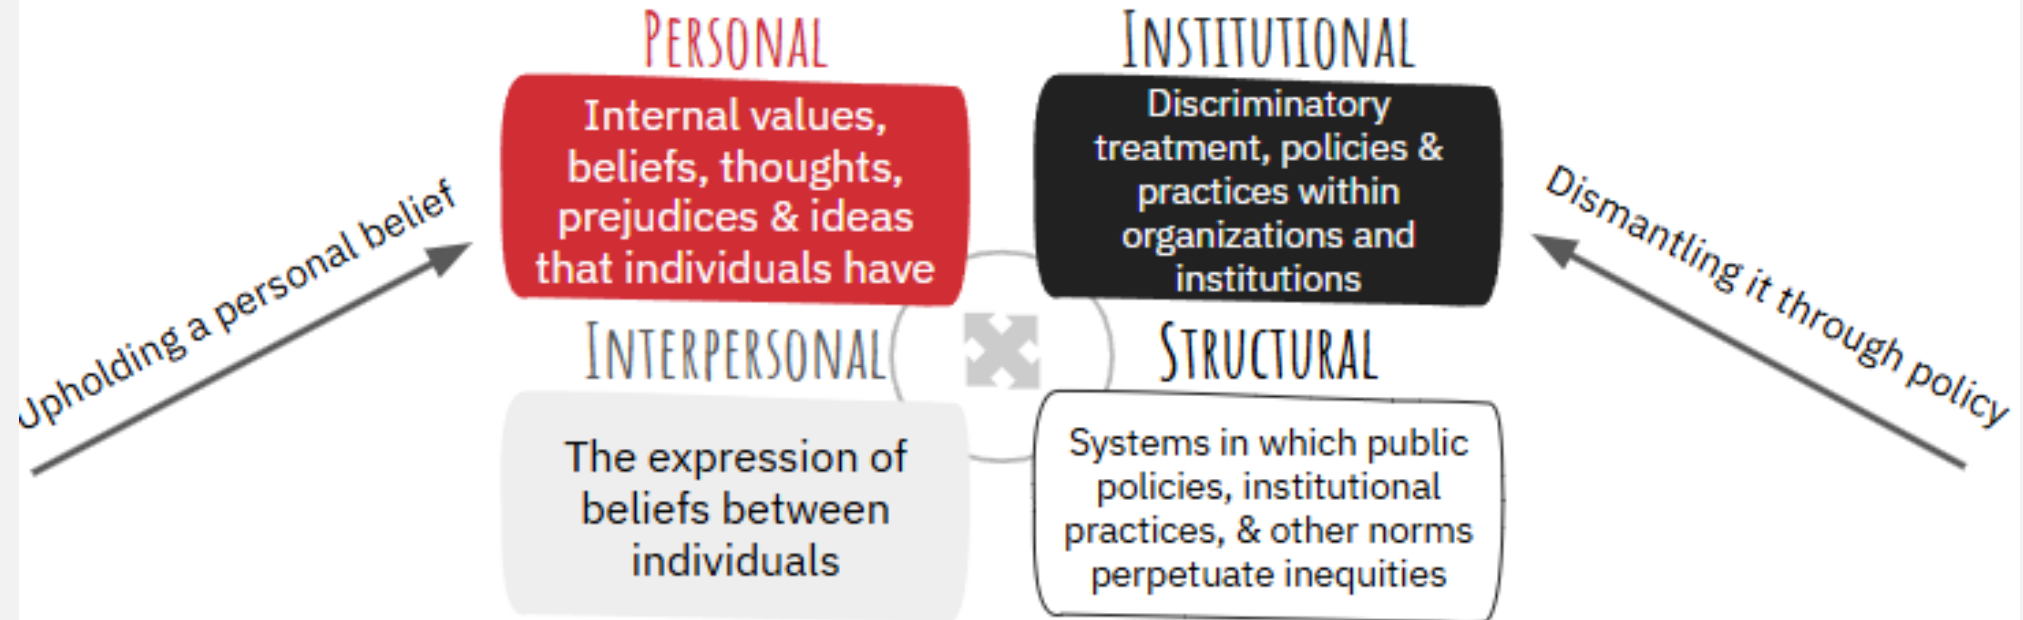 PERSONAL
Internal values,
beliefs, thoughts,
prejudices & ideas
that individuals have
INSTITUTIONAL
Discriminatory
treatment, policies &
practices within
organizations and
institutions
INTERPERSONAL
The expression of
beliefs between
individuals
STRUCTURAL
Systems in which public
policies, institutional
practices, & other norms
perpetuate inequities
Upholding a personal belief
Dismantling it through policy